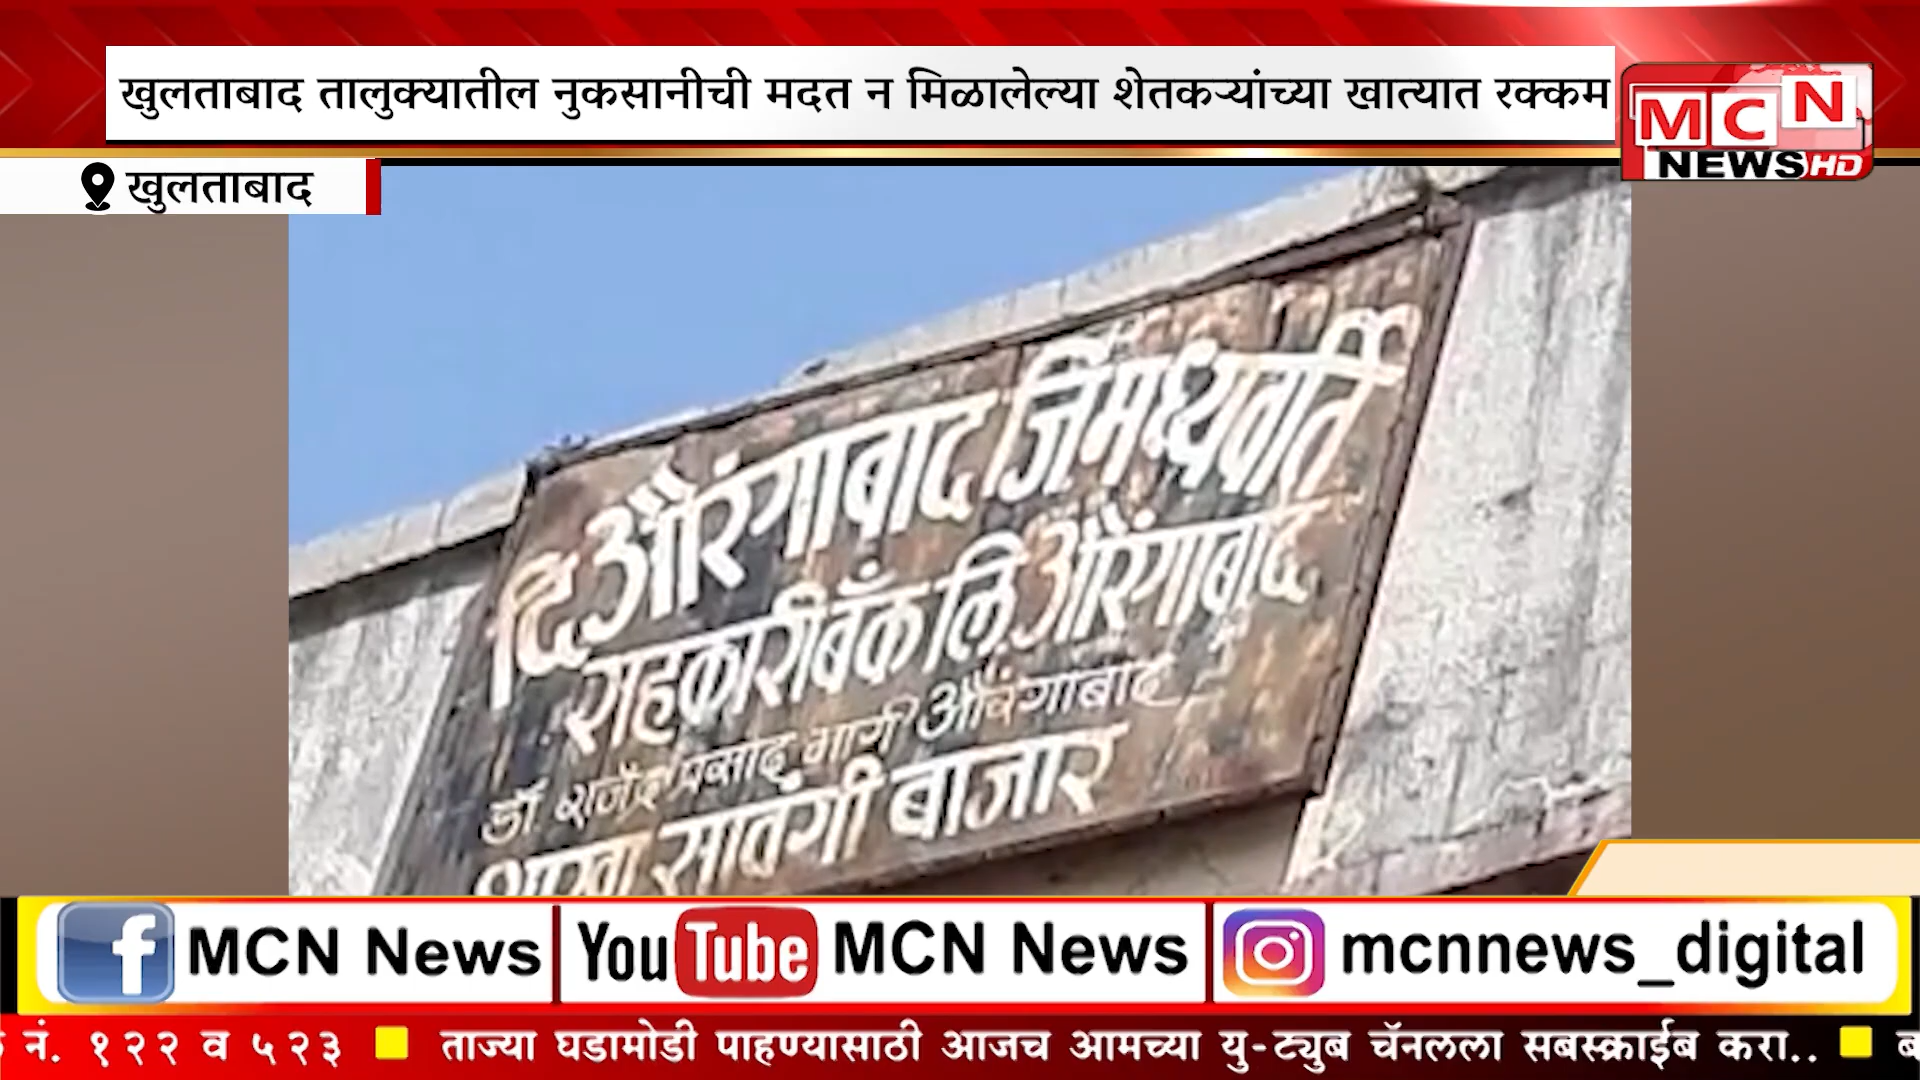 खुलताबाद तालुक्यातील नुकसानीची मदत न मिळालेल्या शेतकऱ्यांच्या खात्यात रक्कम
MCN
NEWS HD
खुलताबाद
दि औरंगाबाद जि मध्यवर्ती
सहकारी बँक लि. औरंगाबाद
डॉ. राजेंद्र प्रसाद मार्ग औरंगाबाद
शाखा सावंगी बाजार
MCN News
YouTube MCN News
mcnnews_digital
नं. १२२ व ५२३ ताज्या घडामोडी पाहण्यासाठी आजच आमच्या यु-ट्युब चॅनलला सबस्क्राईब करा..